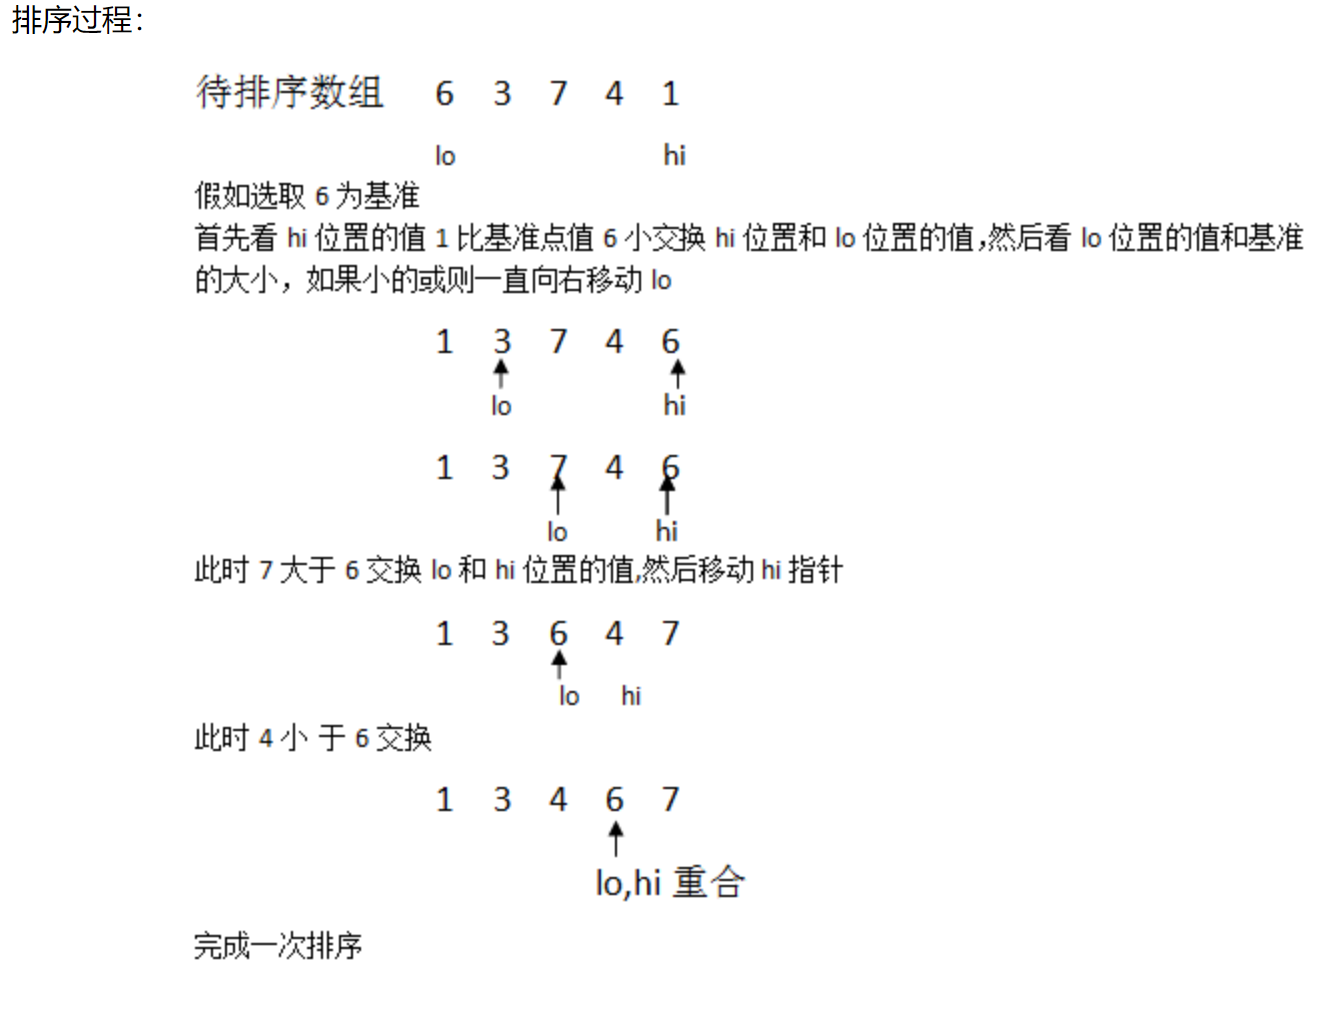 排序过程：
待排序数组 6 3 7 4 1
lo hi
假如选取 6 为基准
首先看 hi 位置的值 1 比基准点值 6 小交换 hi 位置和 lo 位置的值,然后看 lo 位置的值和基准
的大小，如果小的或则一直向右移动 lo
1 3 7 4 6
lo hi
1 3 7 4 6
lo hi
此时 7 大于 6 交换 lo 和 hi 位置的值,然后移动 hi 指针
1 3 6 4 7
lo hi
此时 4 小 于 6 交换
1 3 4 6 7
lo,hi 重合
完成一次排序